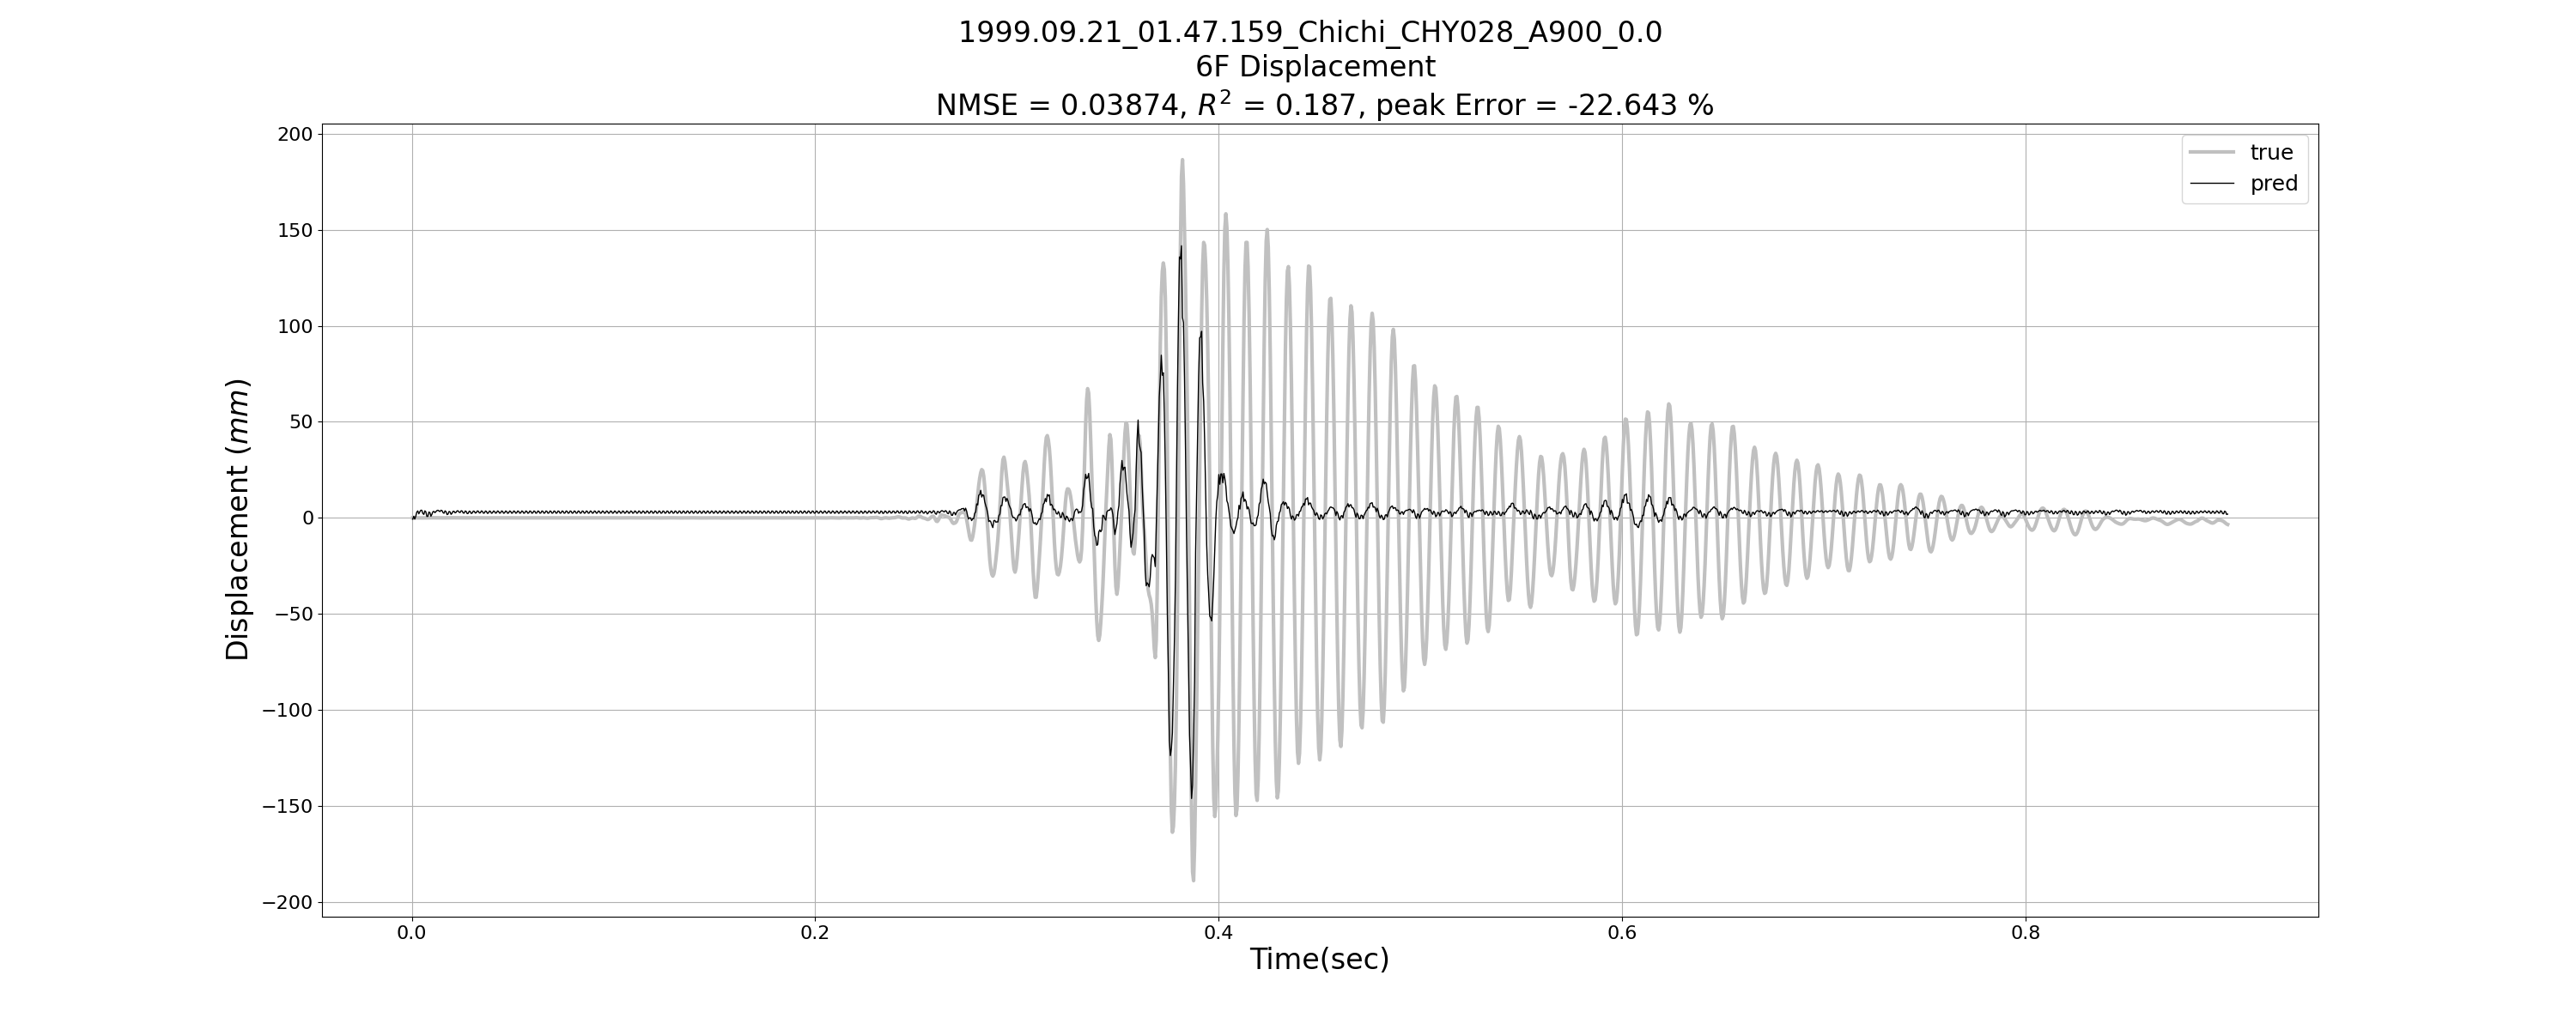 1999.09.21_01.47.159_Chichi_CHY028_A900_0.0
6F Displacement
NMSE = 0.03874, R² = 0.187, peak Error = -22.643 %
true
pred
200
150
100
50
0
−50
−100
−150
−200
Displacement (mm)
0.0 0.2 0.4 0.6 0.8
Time(sec)